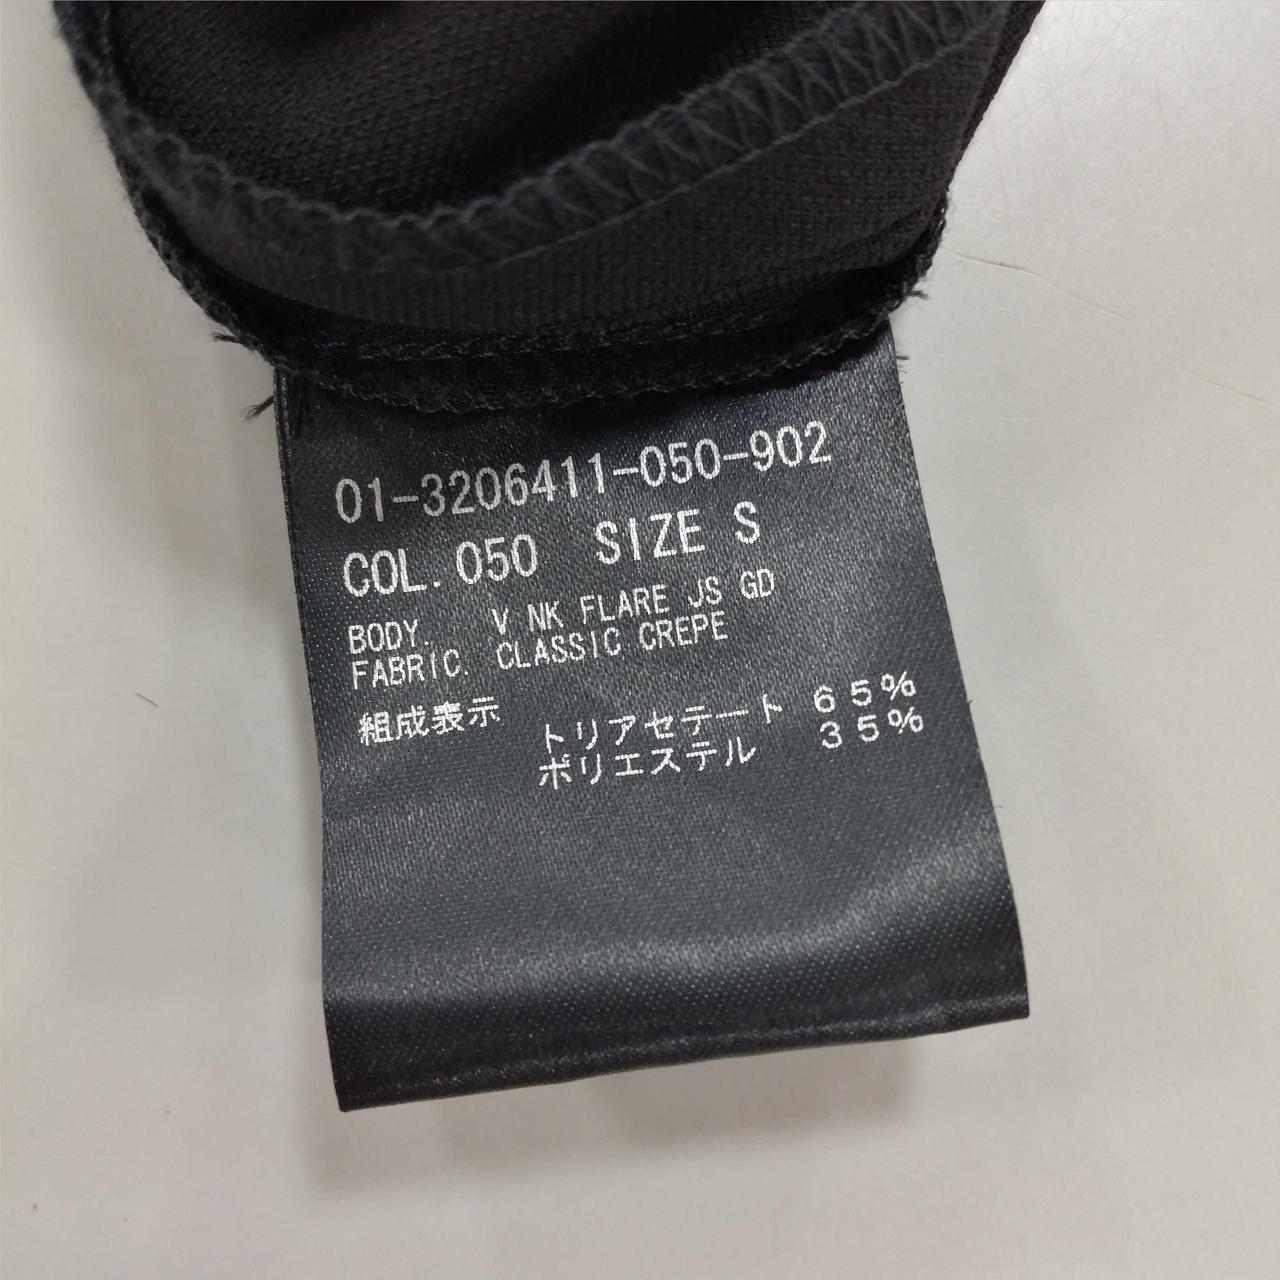 01-3206411-050-902
COL. 050 SIZE S
BODY. V NK FLARE JS GD
FABRIC. CLASSIC CREPE
組成表示 トリアセテート 65%
ポリエステル 35%